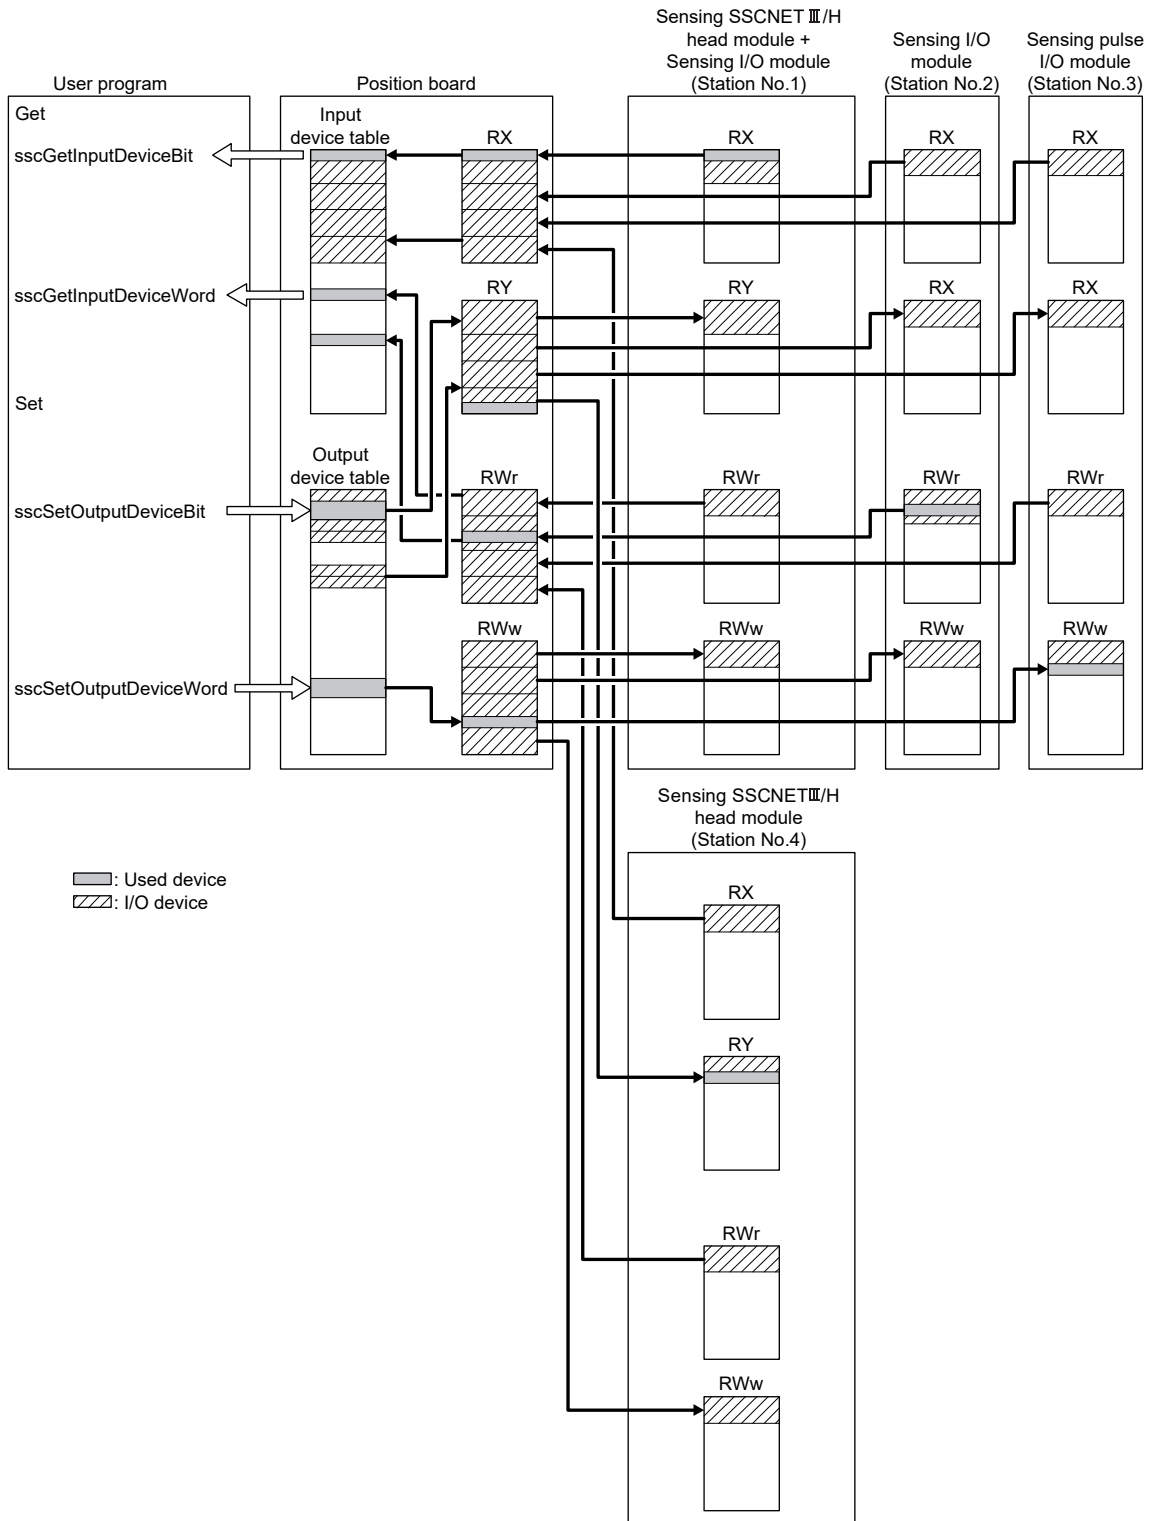 User program
Get
sscGetInputDeviceBit
sscGetInputDeviceWord
Set
sscSetOutputDeviceBit
sscSetOutputDeviceWord
Position board
Input
device table
RX
RY
Output
device table
RWr
RWw
Sensing SSCNETⅢ/H
head module +
Sensing I/O module
(Station No.1)
RX
RY
RWr
RWw
Sensing I/O
module
(Station No.2)
RX
RX
RWr
RWw
Sensing pulse
I/O module
(Station No.3)
RX
RX
RWr
RWw
Sensing SSCNETⅢ/H
head module
(Station No.4)
RX
RY
RWr
RWw
: Used device
: I/O device